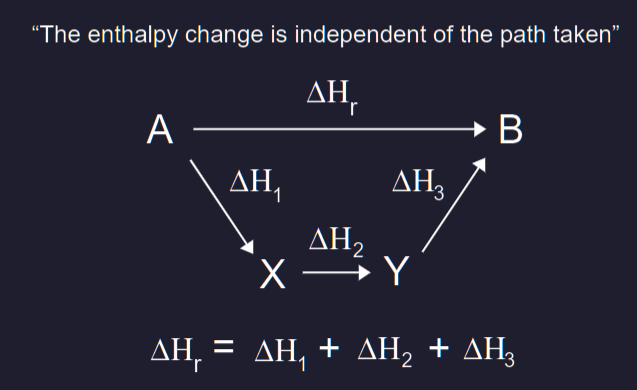 “The enthalpy change is independent of the path taken”
ΔHᵣ
A
B
ΔH₁
ΔH₃
ΔH₂
X
Y
ΔHᵣ = ΔH₁ + ΔH₂ + ΔH₃